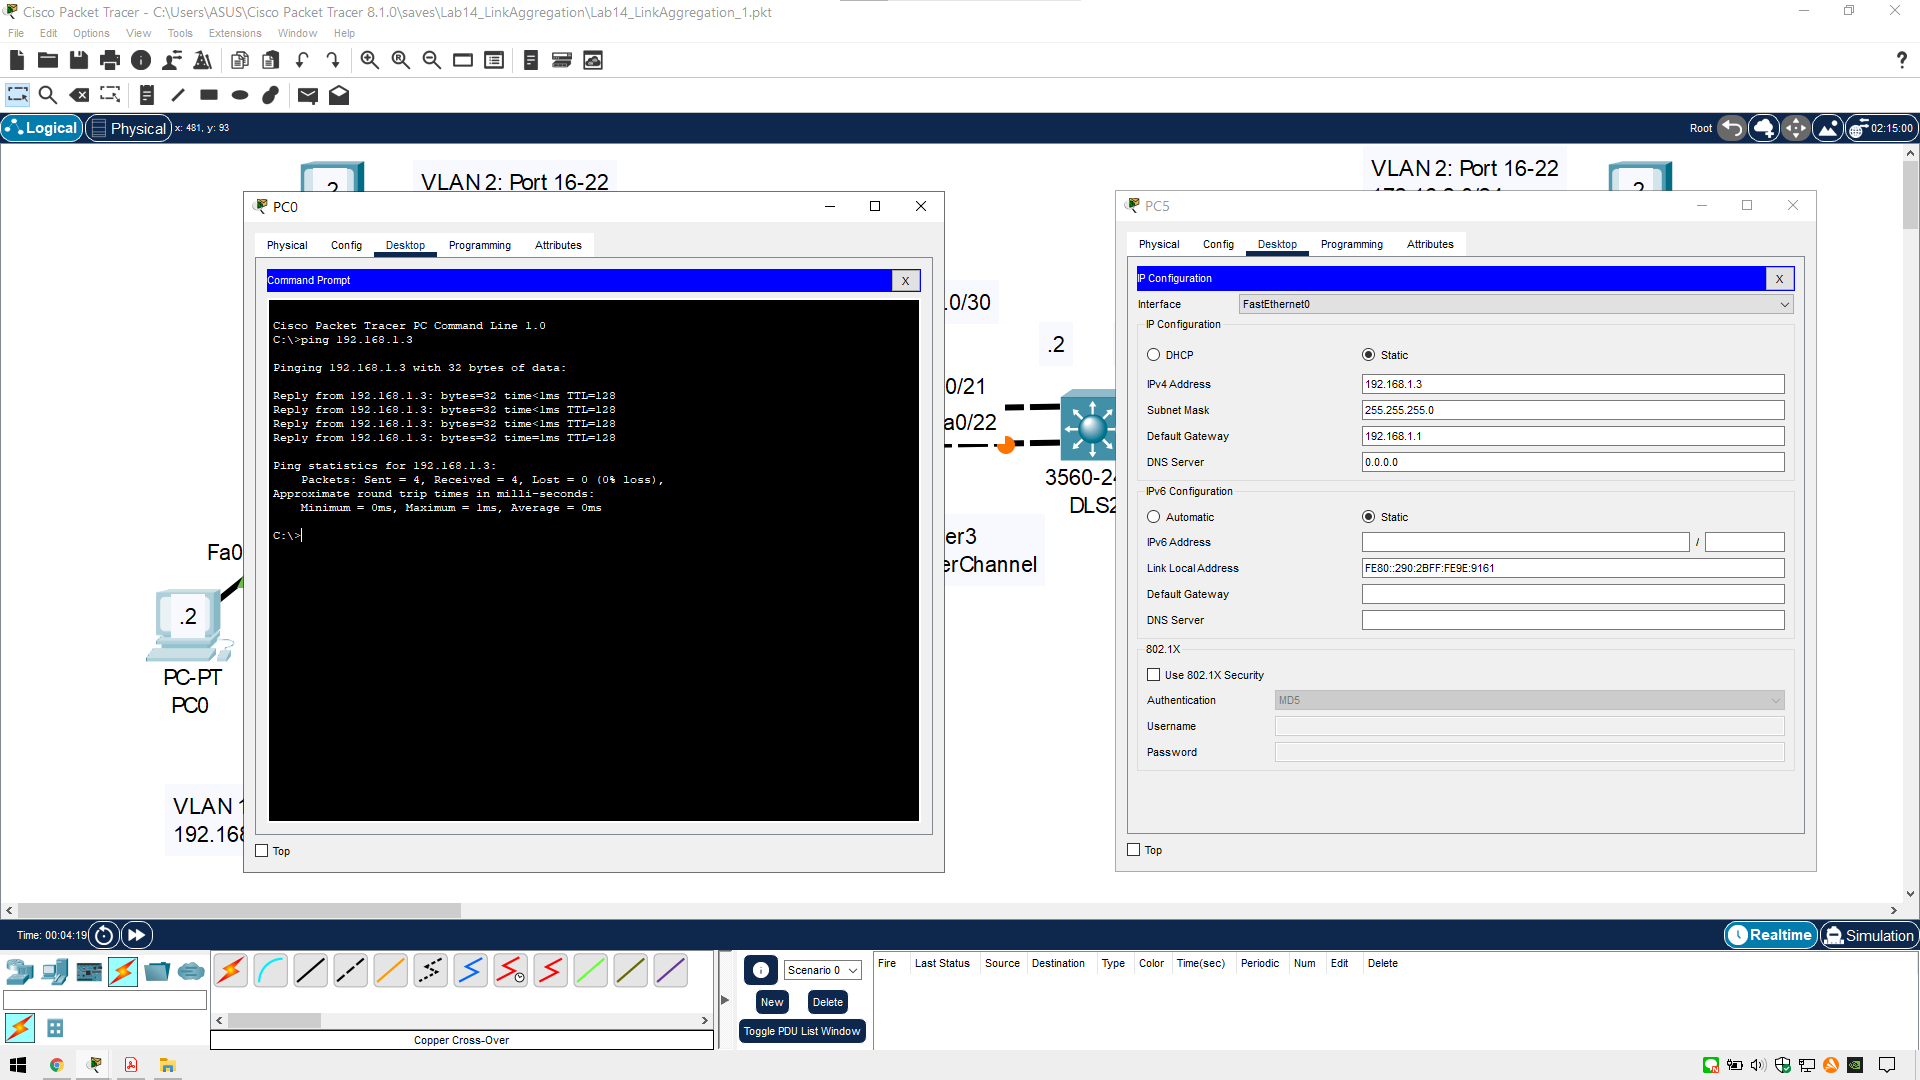 Cisco Packet Tracer - C:\Users\ASUS\Cisco Packet Tracer 8.1.0\saves\Lab14_LinkAggregation\Lab14_LinkAggregation_1.pkt
File Edit Options View Tools Extensions Window Help
?
Logical Physical x: 481, y: 93 Root 02:15:00
VLAN 2: Port 16-22
VLAN 2: Port 16-22
.0/30
.2
0/21
a0/22
3560-24
DLS2
er3
erChannel
Fa0
.2
PC-PT
PC0
VLAN 1
192.168
PC0
Physical Config Desktop Programming Attributes
Command Prompt X
Cisco Packet Tracer PC Command Line 1.0
C:\>ping 192.168.1.3
Pinging 192.168.1.3 with 32 bytes of data:
Reply from 192.168.1.3: bytes=32 time<1ms TTL=128
Reply from 192.168.1.3: bytes=32 time<1ms TTL=128
Reply from 192.168.1.3: bytes=32 time<1ms TTL=128
Reply from 192.168.1.3: bytes=32 time=1ms TTL=128
Ping statistics for 192.168.1.3:
Packets: Sent = 4, Received = 4, Lost = 0 (0% loss),
Approximate round trip times in milli-seconds:
Minimum = 0ms, Maximum = 1ms, Average = 0ms
C:\>
Top
PC5
Physical Config Desktop Programming Attributes
IP Configuration X
Interface FastEthernet0
IP Configuration
DHCP Static
IPv4 Address 192.168.1.3
Subnet Mask 255.255.255.0
Default Gateway 192.168.1.1
DNS Server 0.0.0.0
IPv6 Configuration
Automatic Static
IPv6 Address /
Link Local Address FE80::290:2BFF:FE9E:9161
Default Gateway
DNS Server
802.1X
Use 802.1X Security
Authentication MD5
Username
Password
Top
Time: 00:04:19 Realtime Simulation
Scenario 0
New Delete
Toggle PDU List Window
Fire Last Status Source Destination Type Color Time(sec) Periodic Num Edit Delete
Copper Cross-Over